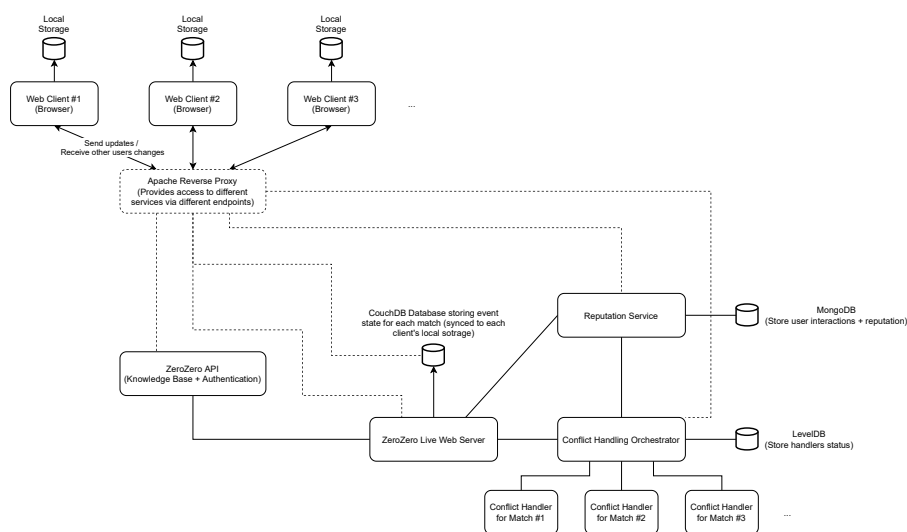 Local
Storage
Local
Storage
Local
Storage
Web Client #1
(Browser)
Web Client #2
(Browser)
Web Client #3
(Browser)
...
Send updates /
Receive other users changes
Apache Reverse Proxy
(Provides access to different
services via different endpoints)
CouchDB Database storing event
state for each match (synced to each
client's local sotrage)
Reputation Service
MongoDB
(Store user interactions + reputation)
ZeroZero API
(Knowledge Base + Authentication)
ZeroZero Live Web Server
Conflict Handling Orchestrator
LevelDB
(Store handlers status)
Conflict Handler
for Match #1
Conflict Handler
for Match #2
Conflict Handler
for Match #3
...